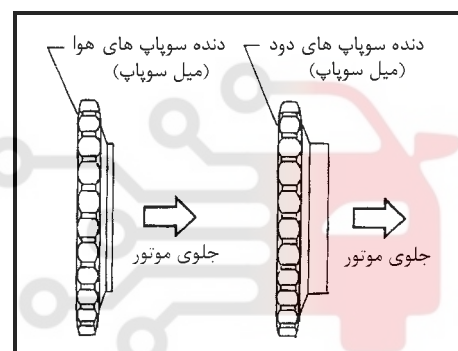 دنده سوپاپ های دود
(میل سوپاپ)
دنده سوپاپ های هوا
(میل سوپاپ)
جلوی موتور
جلوی موتور